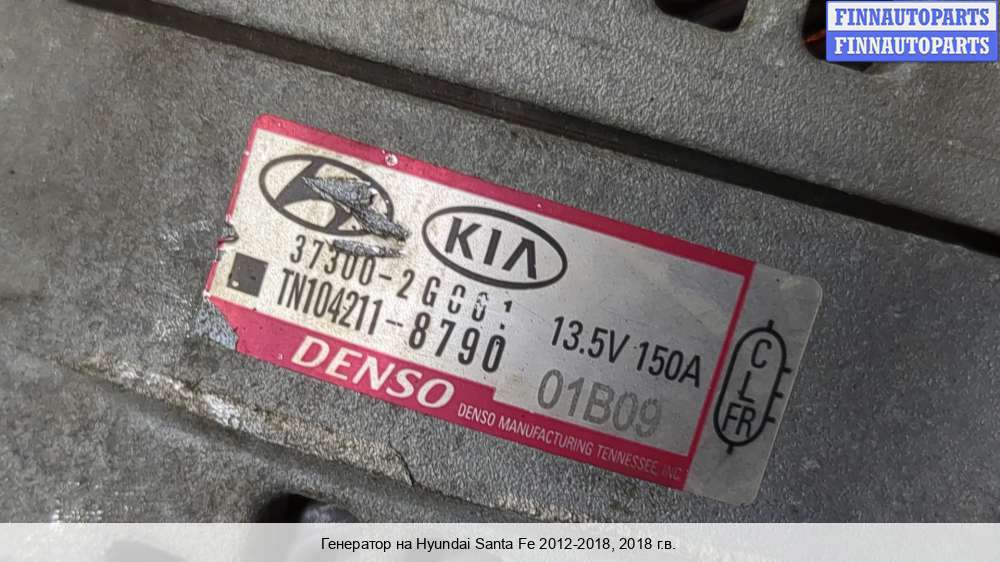 FINNAUTOPARTS
FINNAUTOPARTS
KIA
37300-2G001
TN104211-8790
13.5V 150A
01B09
DENSO
DENSO MANUFACTURING TENNESSEE, INC
C
L
FR
Генератор на Hyundai Santa Fe 2012-2018, 2018 г.в.